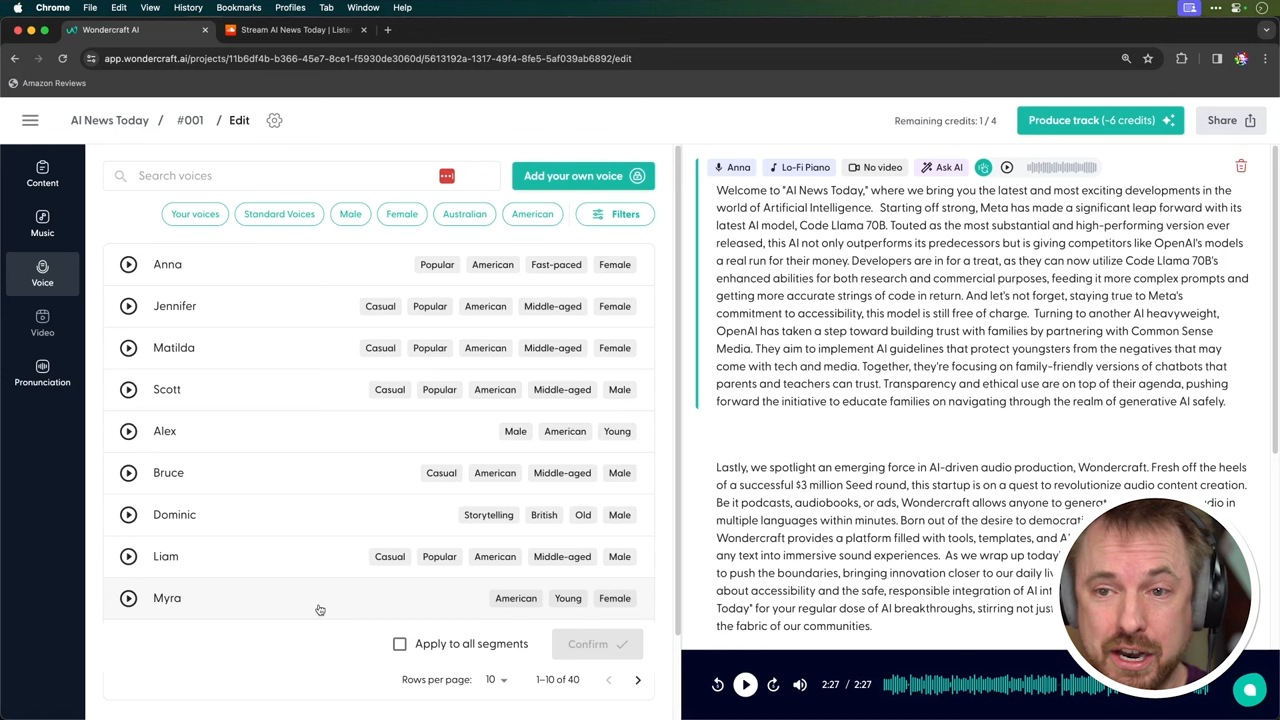 Chrome File Edit View History Bookmarks Profiles Tab Window Help
Wondercraft AI
Stream AI News Today | Liste
app.wondercraft.ai/projects/11b6df4b-b366-45e7-8ce1-f5930de3060d/5613192a-1317-49f4-8fe5-5af039ab6892/edit
Amazon Reviews
AI News Today / #001 / Edit
Remaining credits: 1 / 4
Produce track (-6 credits)
Share
Content
Music
Voice
Video
Pronunciation
Search voices
Add your own voice
Your voices Standard Voices Male Female Australian American Filters
Anna Popular American Fast-paced Female
Jennifer Casual Popular American Middle-aged Female
Matilda Casual Popular American Middle-aged Female
Scott Casual Popular American Middle-aged Male
Alex Male American Young
Bruce Casual American Middle-aged Male
Dominic Storytelling British Old Male
Liam Casual Popular American Middle-aged Male
Myra American Young Female
Apply to all segments Confirm
Rows per page: 10 1–10 of 40
Anna Lo-Fi Piano No video Ask AI
Welcome to "AI News Today," where we bring you the latest and most exciting developments in the
world of Artificial Intelligence. Starting off strong, Meta has made a significant leap forward with its
latest AI model, Code Llama 70B. Touted as the most substantial and high-performing version ever
released, this AI not only outperforms its predecessors but is giving competitors like OpenAI's models
a real run for their money. Developers are in for a treat, as they can now utilize Code Llama 70B's
enhanced abilities for both research and commercial purposes, feeding it more complex prompts and
getting more accurate strings of code in return. And let's not forget, staying true to Meta's
commitment to accessibility, this model is still free of charge. Turning to another AI heavyweight,
OpenAI has taken a step toward building trust with families by partnering with Common Sense
Media. They aim to implement AI guidelines that protect youngsters from the negatives that may
come with tech and media. Together, they're focusing on family-friendly versions of chatbots that
parents and teachers can trust. Transparency and ethical use are on top of their agenda, pushing
forward the initiative to educate families on navigating through the realm of generative AI safely.
Lastly, we spotlight an emerging force in AI-driven audio production, Wondercraft. Fresh off the heels
of a successful $3 million Seed round, this startup is on a quest to revolutionize audio content creation.
Be it podcasts, audiobooks, or ads, Wondercraft allows anyone to generat dio in
multiple languages within minutes. Born out of the desire to democrati
Wondercraft provides a platform filled with tools, templates, and AI
any text into immersive sound experiences. As we wrap up today'
to push the boundaries, bringing innovation closer to our daily liv
about accessibility and the safe, responsible integration of AI int
Today" for your regular dose of AI breakthroughs, stirring not just
the fabric of our communities.
2:27 / 2:27